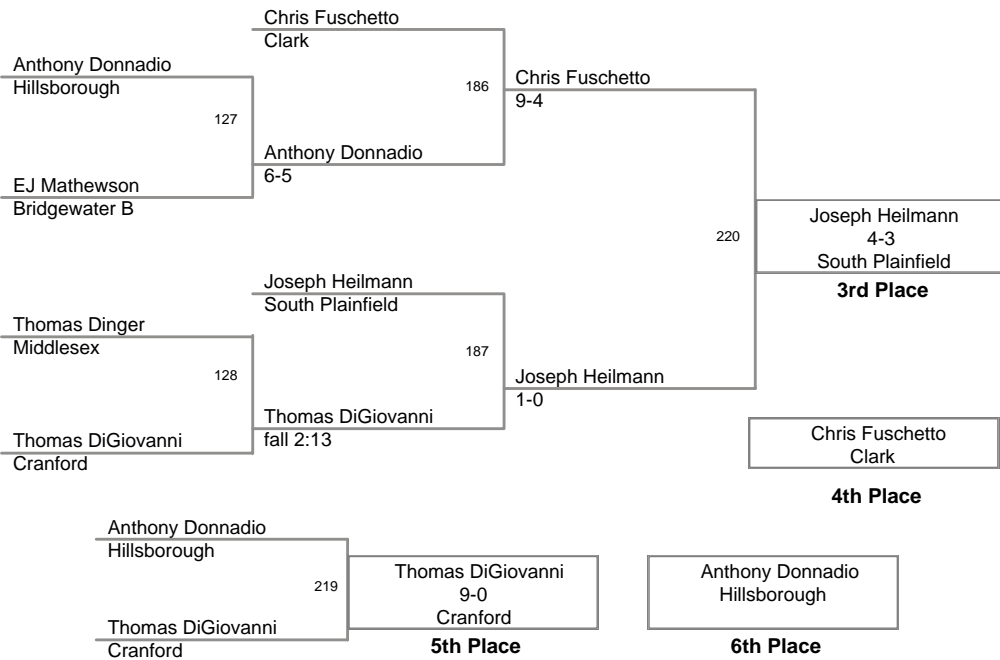 Chris Fuschetto
Clark
Anthony Donnadio
Hillsborough
186
Chris Fuschetto
9-4
127
Anthony Donnadio
6-5
EJ Mathewson
Bridgewater B
220
Joseph Heilmann
4-3
South Plainfield
3rd Place
Joseph Heilmann
South Plainfield
Thomas Dinger
Middlesex
187
128
Joseph Heilmann
1-0
Thomas DiGiovanni
fall 2:13
Thomas DiGiovanni
Cranford
Chris Fuschetto
Clark
4th Place
Anthony Donnadio
Hillsborough
219
Thomas DiGiovanni
9-0
Cranford
5th Place
Thomas DiGiovanni
Cranford
Anthony Donnadio
Hillsborough
6th Place